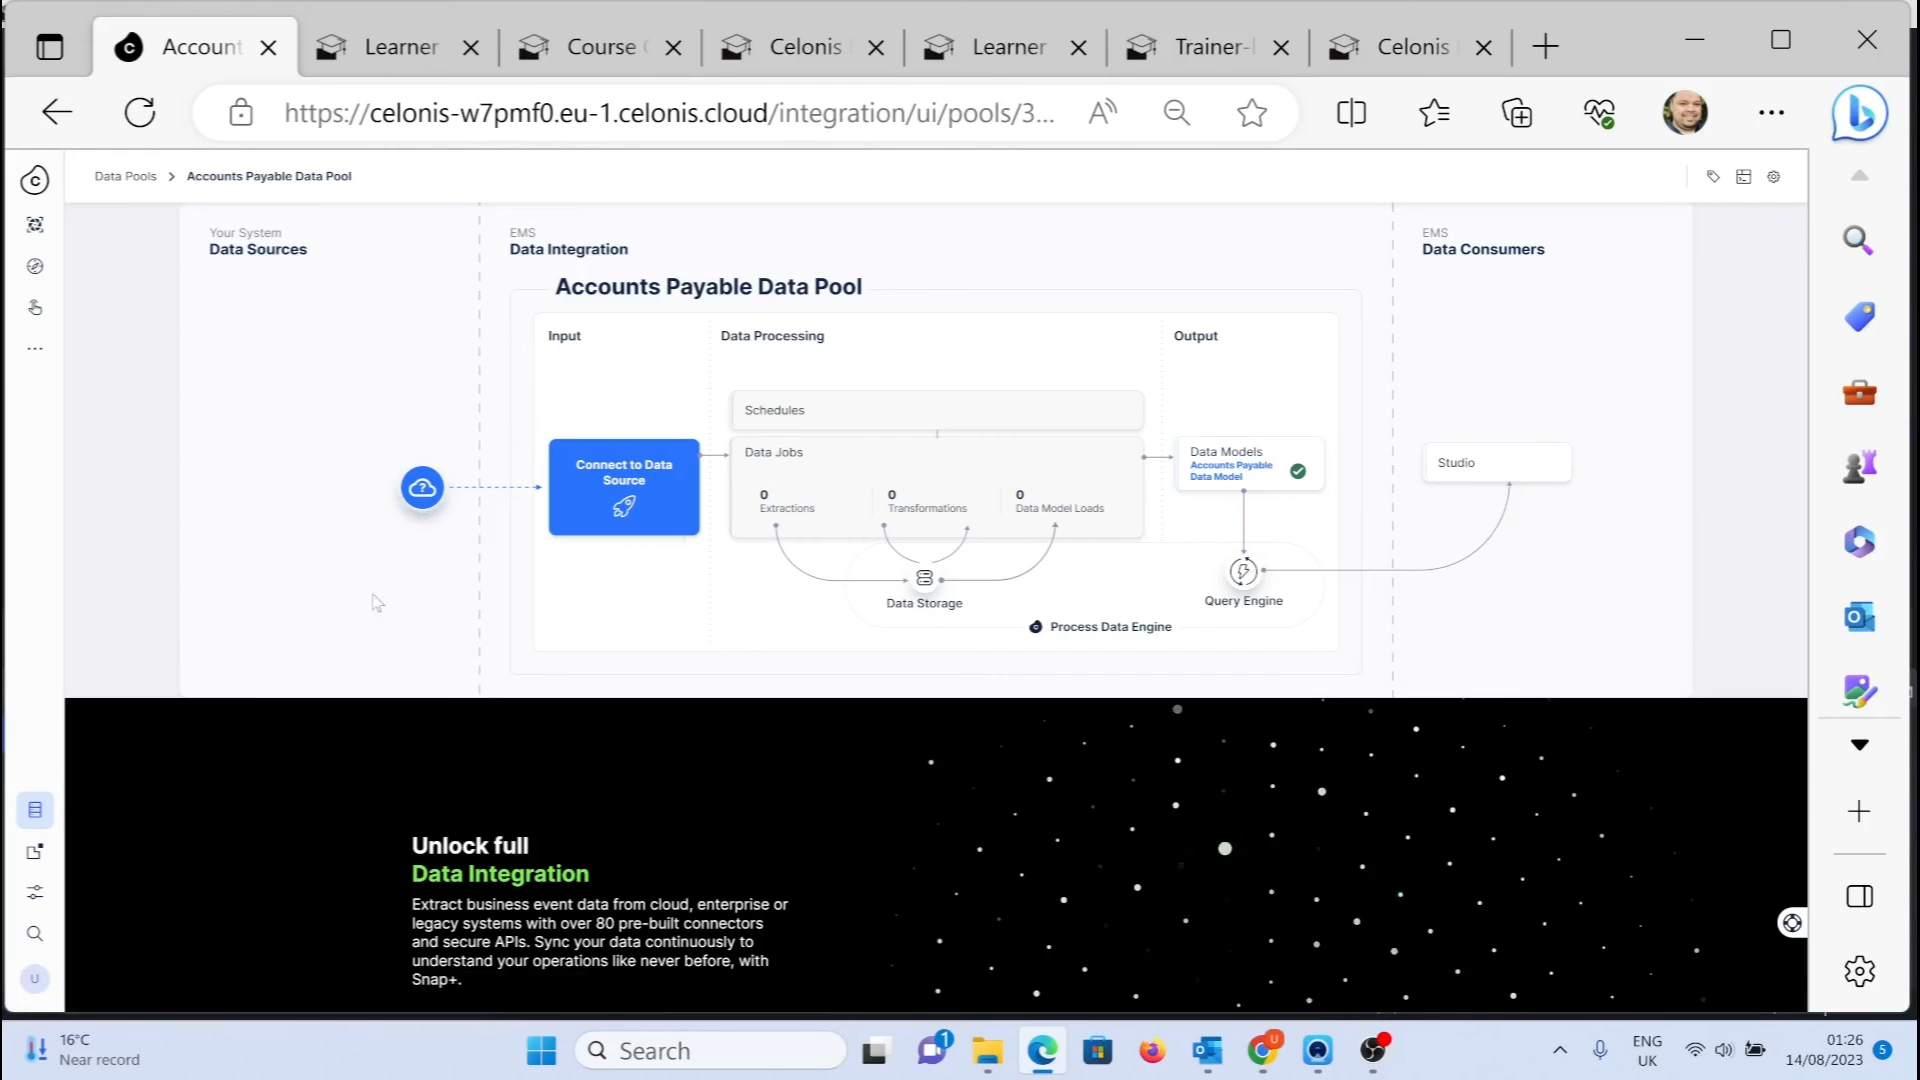 Account
Learner
Course
Celonis
Learner
Trainer-
Celonis
https://celonis-w7pmf0.eu-1.celonis.cloud/integration/ui/pools/3...
Data Pools > Accounts Payable Data Pool
Your System
Data Sources
EMS
Data Integration
EMS
Data Consumers
Accounts Payable Data Pool
Input
Data Processing
Output
Schedules
Connect to Data
Source
Data Jobs
0
Extractions
0
Transformations
0
Data Model Loads
Data Models
Accounts Payable
Data Model
Studio
Data Storage
Query Engine
Process Data Engine
Unlock full
Data Integration
Extract business event data from cloud, enterprise or
legacy systems with over 80 pre-built connectors
and secure APIs. Sync your data continuously to
understand your operations like never before, with
Snap+.
U
16°C
Near record
Search
1
U
ENG
UK
01:26
14/08/2023
5